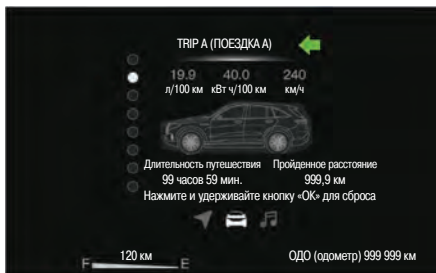 TRIP A (ПОЕЗДКА А)
19.9 40.0 240
л/100 км кВт ч/100 км км/ч
Длительность путешествия Пройденное расстояние
99 часов 59 мин. 999,9 км
Нажмите и удерживайте кнопку «ОК» для сброса
120 км ОДО (одометр) 999 999 км
F E